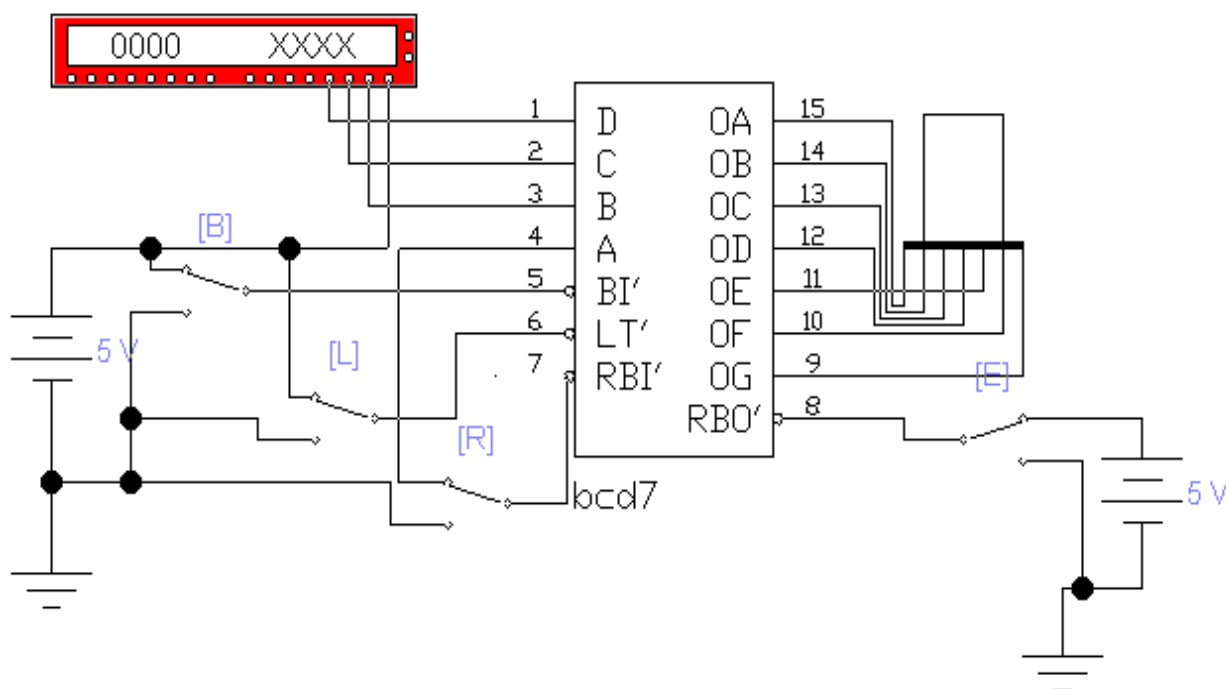 0000 XXXX
1 D OA 15
2 C OB 14
3 B OC 13
[B]
4 A OD 12
5 BI′ OE 11
6 LT′ OF 10
5 V
[L]
7 RBI′ OG 9
[E]
8 RBO′
[R]
bcd7
5 V